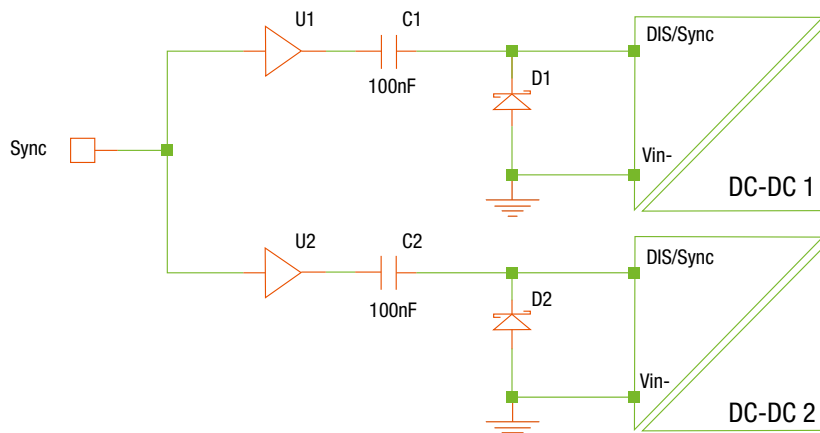 U1
C1
100nF
D1
DIS/Sync
Vin-
DC-DC 1
Sync
U2
C2
100nF
D2
DIS/Sync
Vin-
DC-DC 2